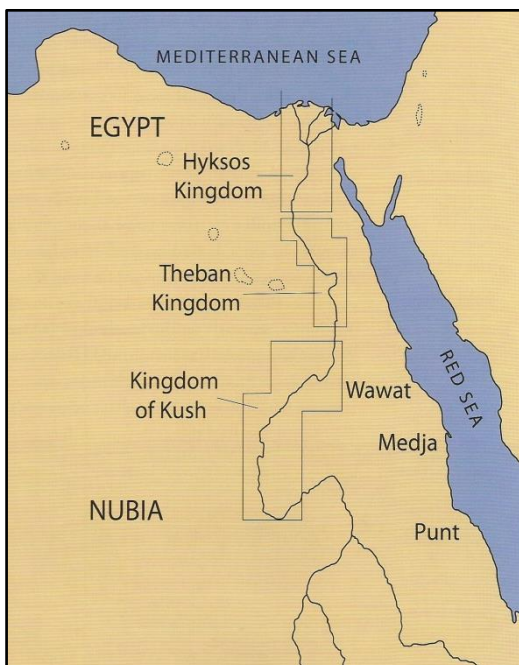 MEDITERRANEAN SEA
EGYPT
Hyksos
Kingdom
Theban
Kingdom
RED SEA
Kingdom
of Kush
Wawat
Medja
NUBIA
Punt